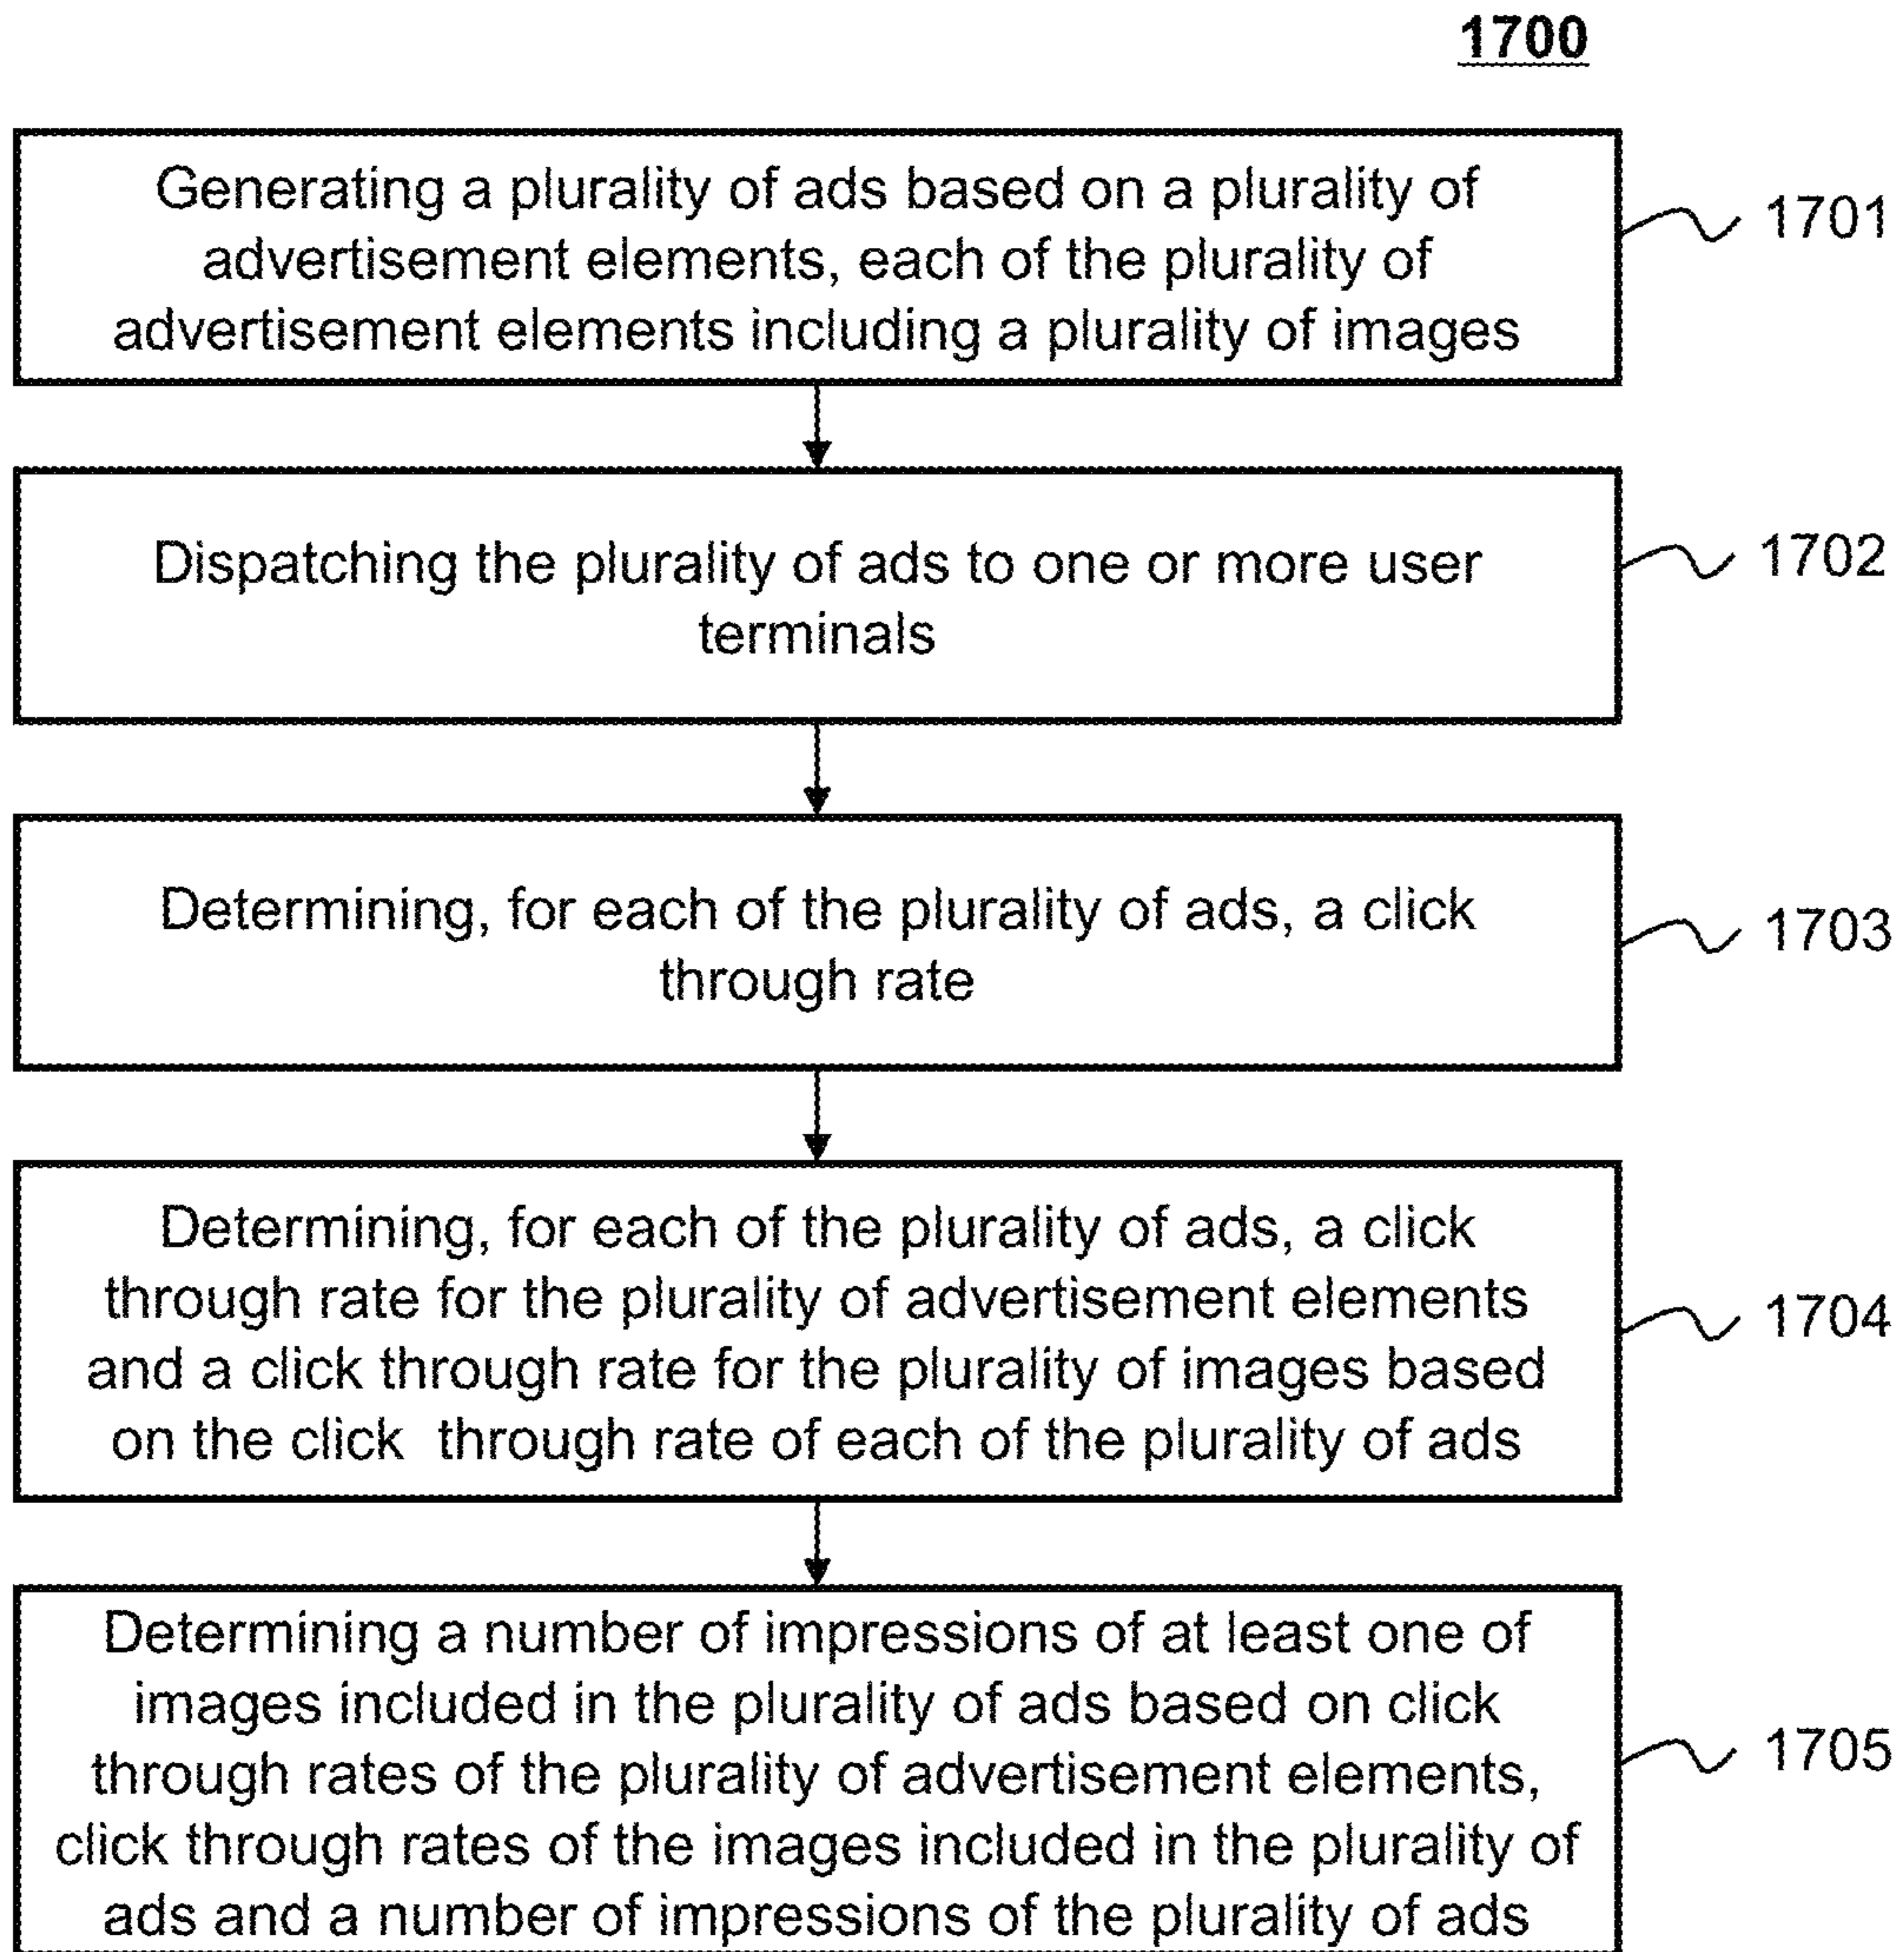 1700
Generating a plurality of ads based on a plurality of
advertisement elements, each of the plurality of
advertisement elements including a plurality of images
1701
Dispatching the plurality of ads to one or more user
terminals
1702
Determining, for each of the plurality of ads, a click
through rate
1703
Determining, for each of the plurality of ads, a click
through rate for the plurality of advertisement elements
and a click through rate for the plurality of images based
on the click  through rate of each of the plurality of ads
1704
Determining a number of impressions of at least one of
images included in the plurality of ads based on click
through rates of the plurality of advertisement elements,
click through rates of the images included in the plurality of
ads and a number of impressions of the plurality of ads
1705